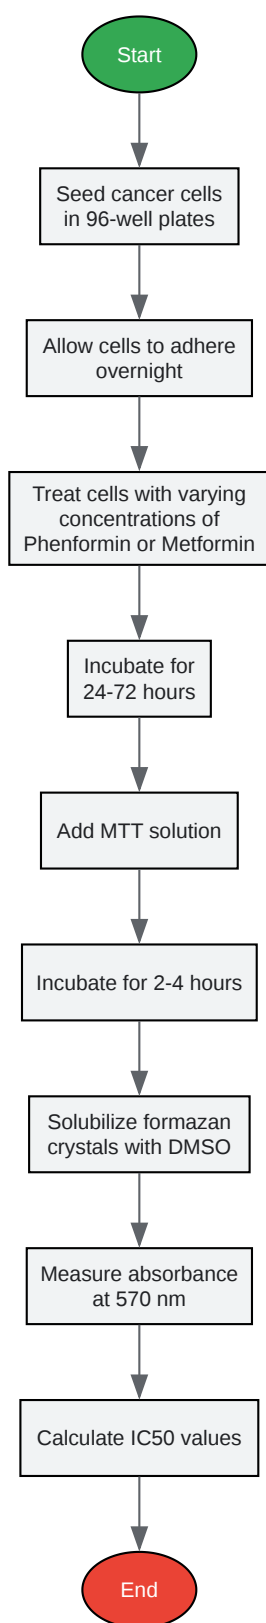 Start
Seed cancer cells
in 96-well plates
Allow cells to adhere
overnight
Treat cells with varying
concentrations of
Phenformin or Metformin
Incubate for
24-72 hours
Add MTT solution
Incubate for 2-4 hours
Solubilize formazan
crystals with DMSO
Measure absorbance
at 570 nm
Calculate IC50 values
End